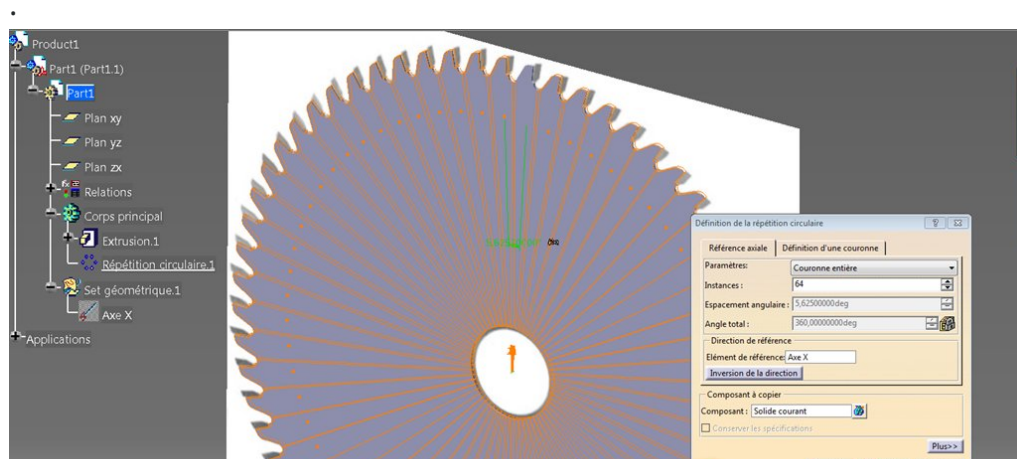 Product1
Part1 (Part1.1)
Part1
Plan xy
Plan yz
Plan zx
Relations
Corps principal
Extrusion.1
Répétition circulaire.1
Set géométrique.1
Axe X
Applications
Définition de la répétition circulaire
Référence axiale
Définition d'une couronne
Paramètres:
Couronne entière
Instances :
64
Espacement angulaire :
5,62500000deg
Angle total :
360,00000000deg
Direction de référence
Elément de référence:
Axe X
Inversion de la direction
Composant à copier
Composant :
Solide courant
Conserver les spécifications
Plus>>